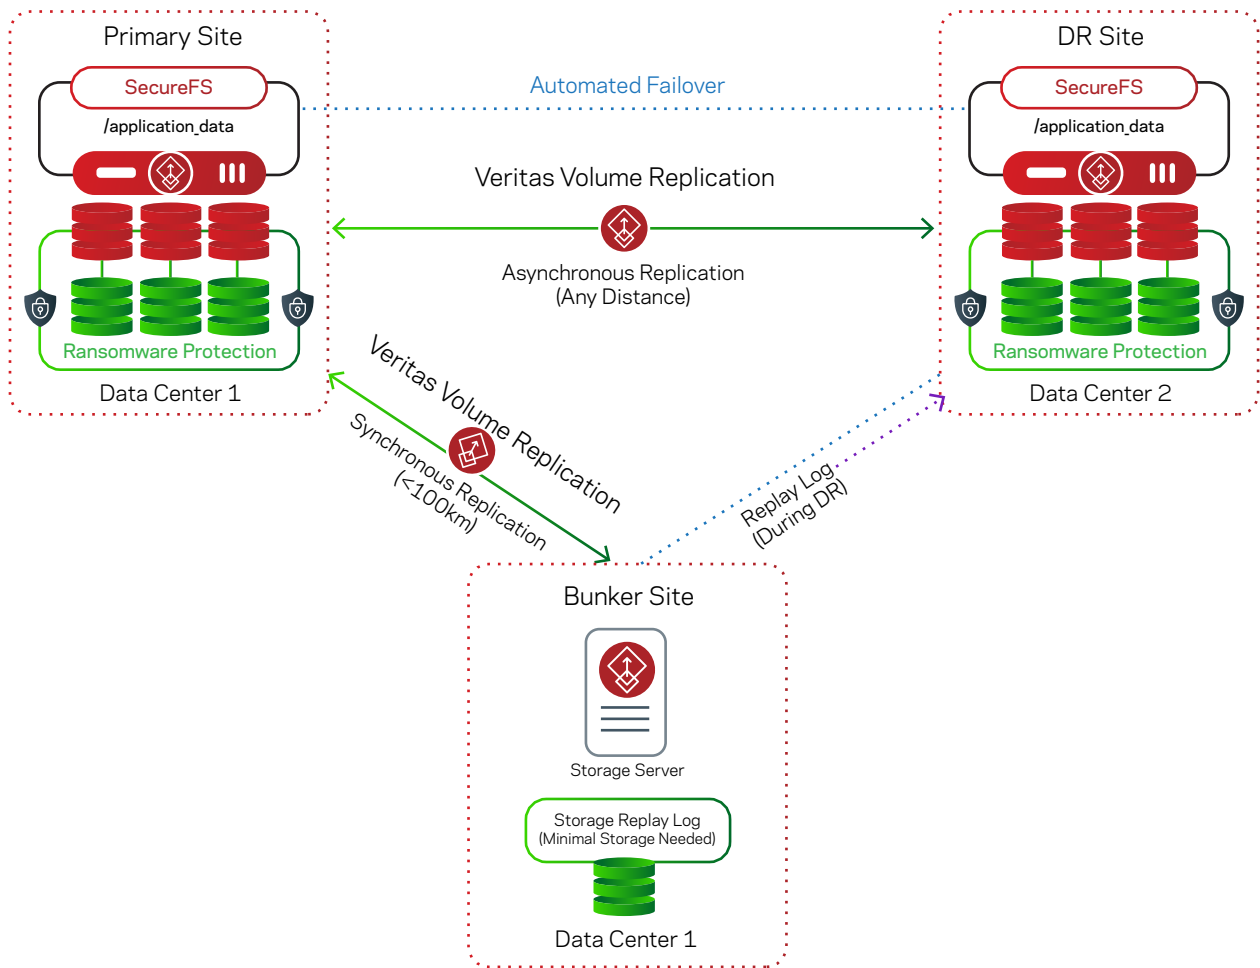 Primary Site
SecureFS
/application_data
Ransomware Protection
Data Center 1
Automated Failover
Veritas Volume Replication
Asynchronous Replication
(Any Distance)
DR Site
SecureFS
/application_data
Ransomware Protection
Data Center 2
Veritas Volume Replication
Synchronous Replication
(<100km)
Replay Log
(During DR)
Bunker Site
Storage Server
Storage Replay Log
(Minimal Storage Needed)
Data Center 1